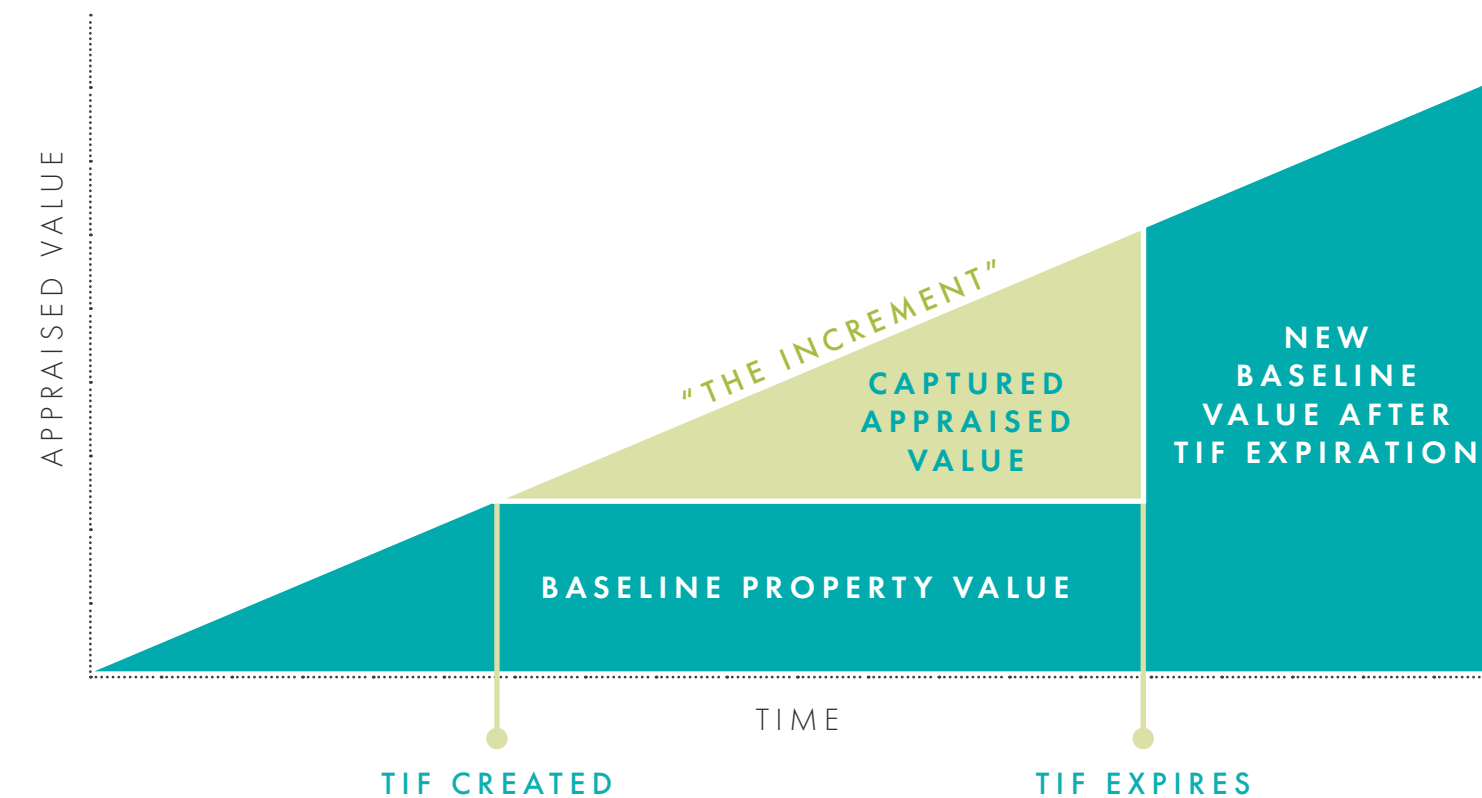 APPRAISED VALUE
"THE INCREMENT"
CAPTURED
APPRAISED
VALUE
NEW
BASELINE
VALUE AFTER
TIF EXPIRATION
BASELINE PROPERTY VALUE
TIME
TIF CREATED
TIF EXPIRES